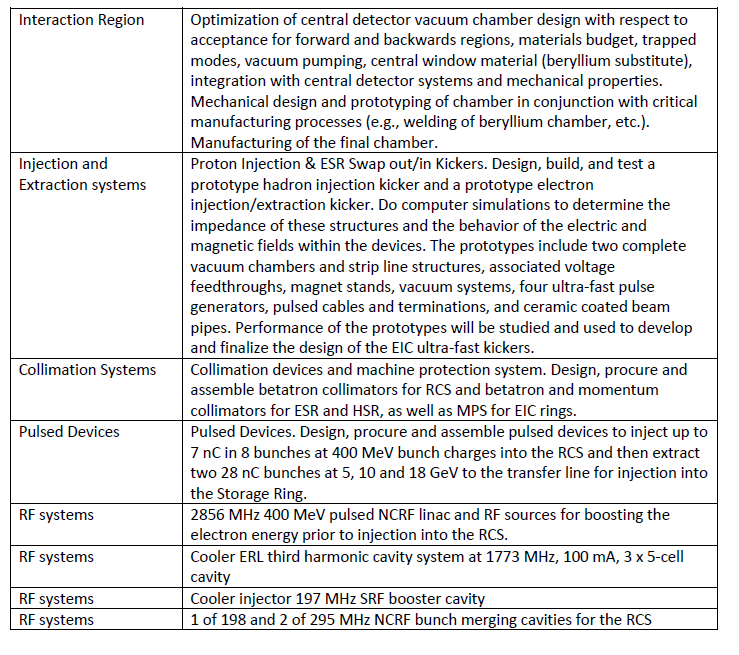 Interaction Region
Optimization of central detector vacuum chamber design with respect to
acceptance for forward and backwards regions, materials budget, trapped
modes, vacuum pumping, central window material (beryllium substitute),
integration with central detector systems and mechanical properties.
Mechanical design and prototyping of chamber in conjunction with critical
manufacturing processes (e.g., welding of beryllium chamber, etc.).
Manufacturing of the final chamber.
Injection and
Extraction systems
Proton Injection & ESR Swap out/in Kickers. Design, build, and test a
prototype hadron injection kicker and a prototype electron
injection/extraction kicker. Do computer simulations to determine the
impedance of these structures and the behavior of the electric and
magnetic fields within the devices. The prototypes include two complete
vacuum chambers and strip line structures, associated voltage
feedthroughs, magnet stands, vacuum systems, four ultra-fast pulse
generators, pulsed cables and terminations, and ceramic coated beam
pipes. Performance of the prototypes will be studied and used to develop
and finalize the design of the EIC ultra-fast kickers.
Collimation Systems
Collimation devices and machine protection system. Design, procure and
assemble betatron collimators for RCS and betatron and momentum
collimators for ESR and HSR, as well as MPS for EIC rings.
Pulsed Devices
Pulsed Devices. Design, procure and assemble pulsed devices to inject up to
7 nC in 8 bunches at 400 MeV bunch charges into the RCS and then extract
two 28 nC bunches at 5, 10 and 18 GeV to the transfer line for injection into
the Storage Ring.
RF systems
2856 MHz 400 MeV pulsed NCRF linac and RF sources for boosting the
electron energy prior to injection into the RCS.
RF systems
Cooler ERL third harmonic cavity system at 1773 MHz, 100 mA, 3 x 5-cell
cavity
RF systems
Cooler injector 197 MHz SRF booster cavity
RF systems
1 of 198 and 2 of 295 MHz NCRF bunch merging cavities for the RCS